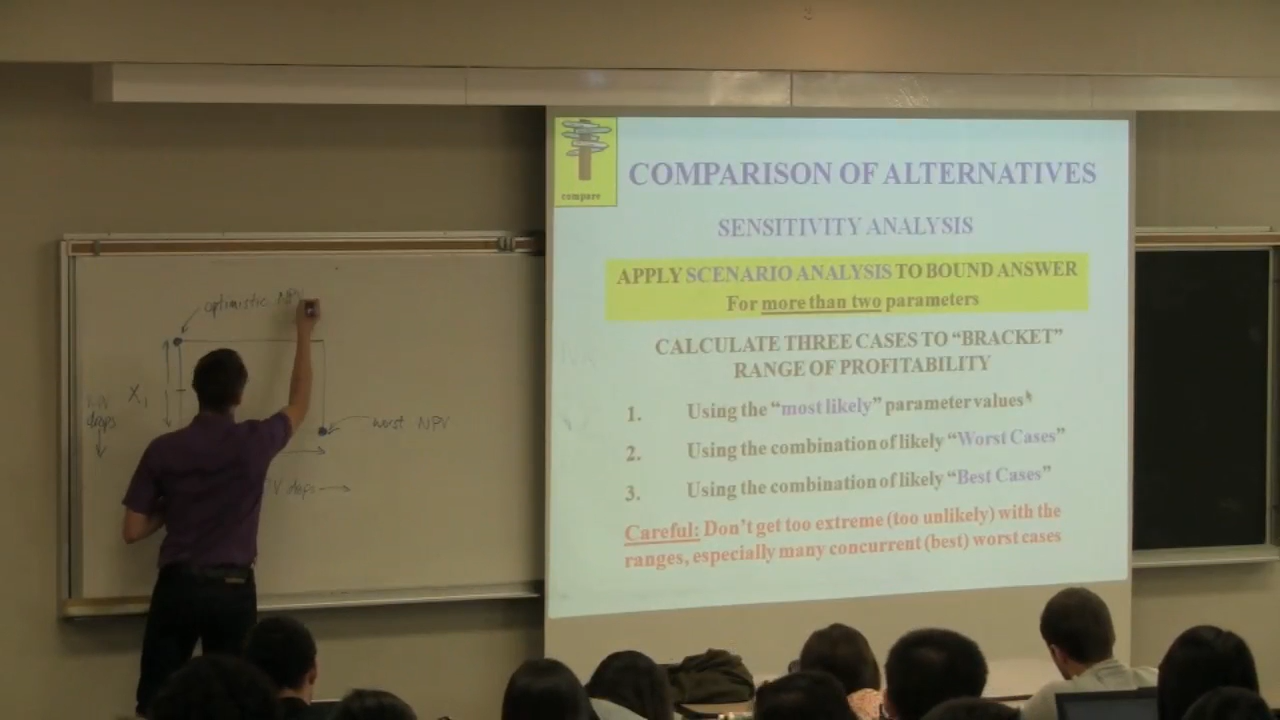 optimistic NPV
X1
drops
worst NPV
V drops
compare
COMPARISON OF ALTERNATIVES
SENSITIVITY ANALYSIS
APPLY SCENARIO ANALYSIS TO BOUND ANSWER
For more than two parameters
CALCULATE THREE CASES TO “BRACKET”
RANGE OF PROFITABILITY
1. Using the “most likely” parameter values
2. Using the combination of likely “Worst Cases”
3. Using the combination of likely “Best Cases”
Careful: Don’t get too extreme (too unlikely) with the
ranges, especially many concurrent (best) worst cases